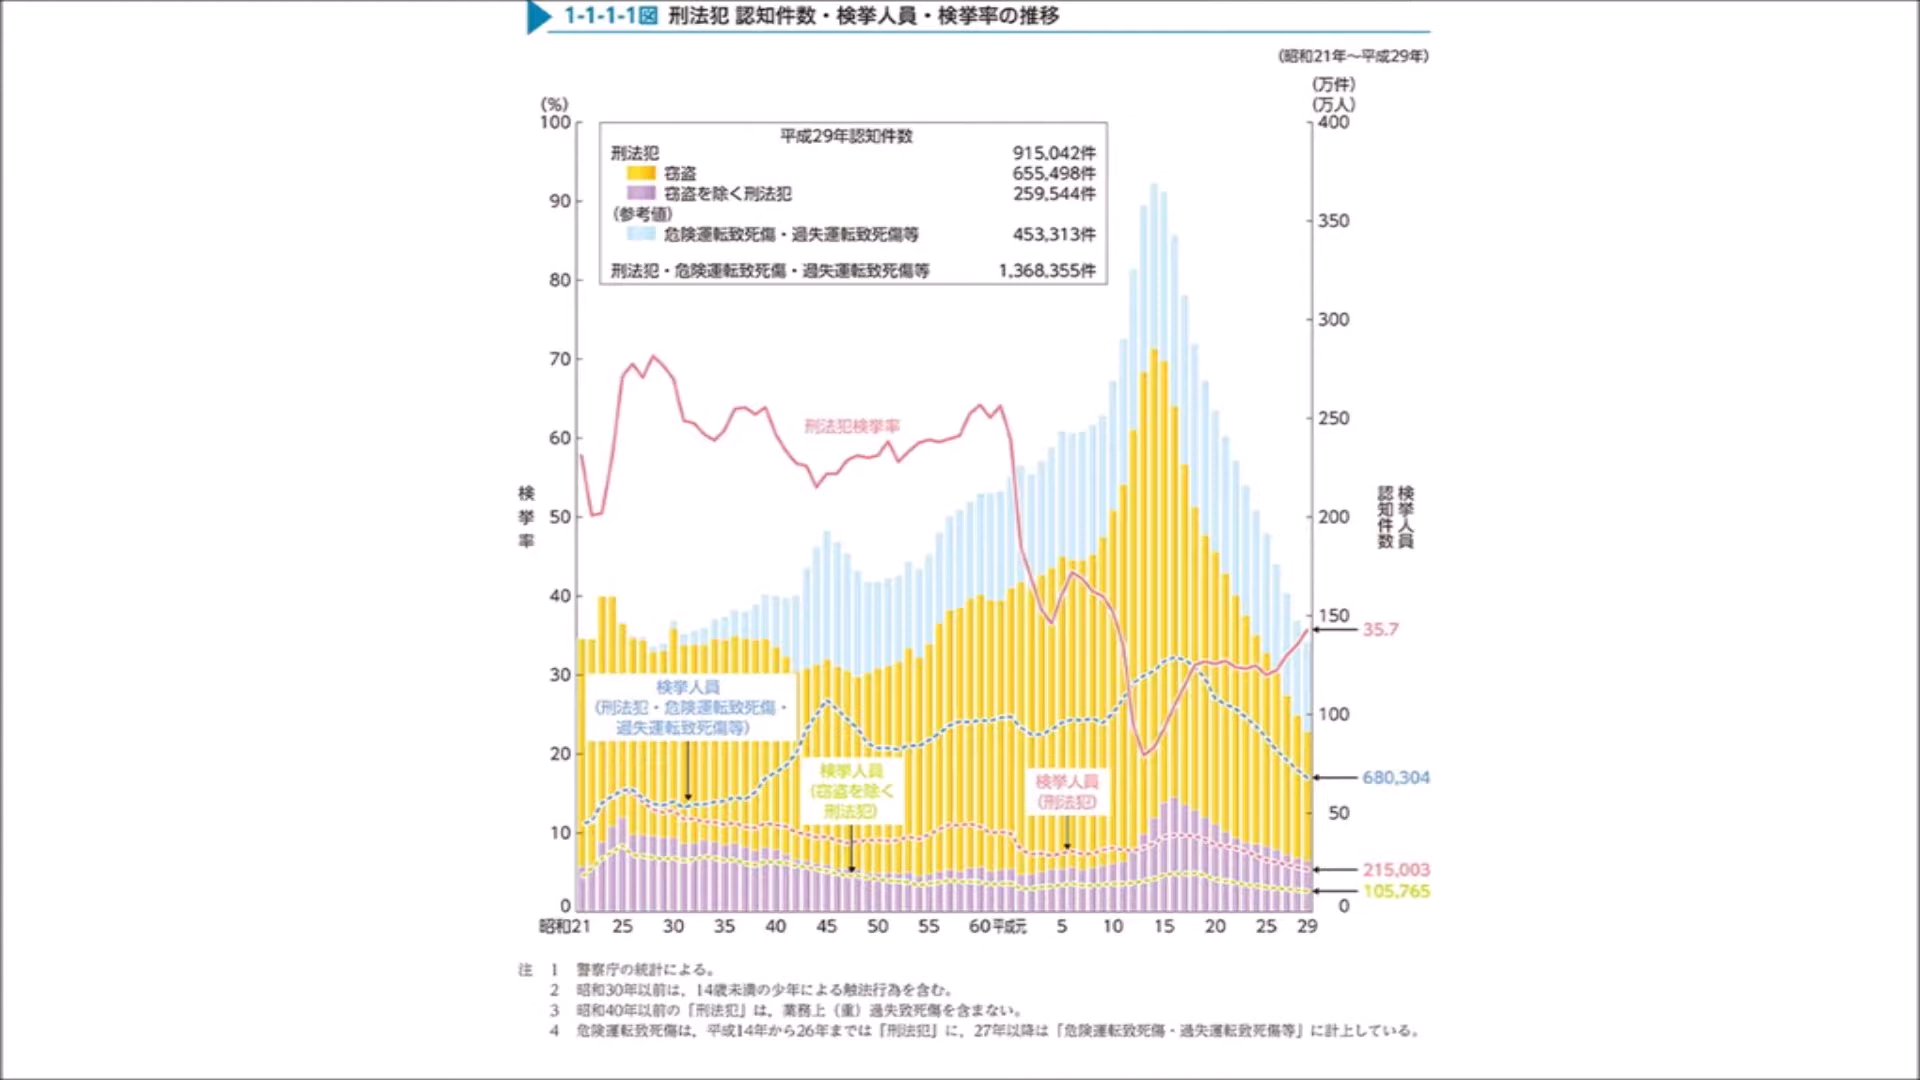 1-1-1-1図 刑法犯 認知件数・検挙人員・検挙率の推移
(昭和21年～平成29年)
(%)
(万件)
(万人)
100
90
80
70
60
50
40
30
20
10
0
検挙率
平成29年認知件数
刑法犯 915,042件
窃盗 655,498件
窃盗を除く刑法犯 259,544件
(参考値)
危険運転致死傷・過失運転致死傷等 453,313件
刑法犯・危険運転致死傷・過失運転致死傷等 1,368,355件
刑法犯検挙率
検挙人員
(刑法犯・危険運転致死傷・
過失運転致死傷等)
検挙人員
(窃盗を除く
刑法犯)
検挙人員
(刑法犯)
400
350
300
250
200
150
100
50
0
検挙人員
認知件数
35.7
680,304
215,003
105,765
昭和21 25 30 35 40 45 50 55 60 平成元 5 10 15 20 25 29
注 1 警察庁の統計による。
2 昭和30年以前は，14歳未満の少年による触法行為を含む。
3 昭和40年以前の「刑法犯」は，業務上（重）過失致死傷を含まない。
4 危険運転致死傷は，平成14年から26年までは「刑法犯」に，27年以降は「危険運転致死傷・過失運転致死傷等」に計上している。